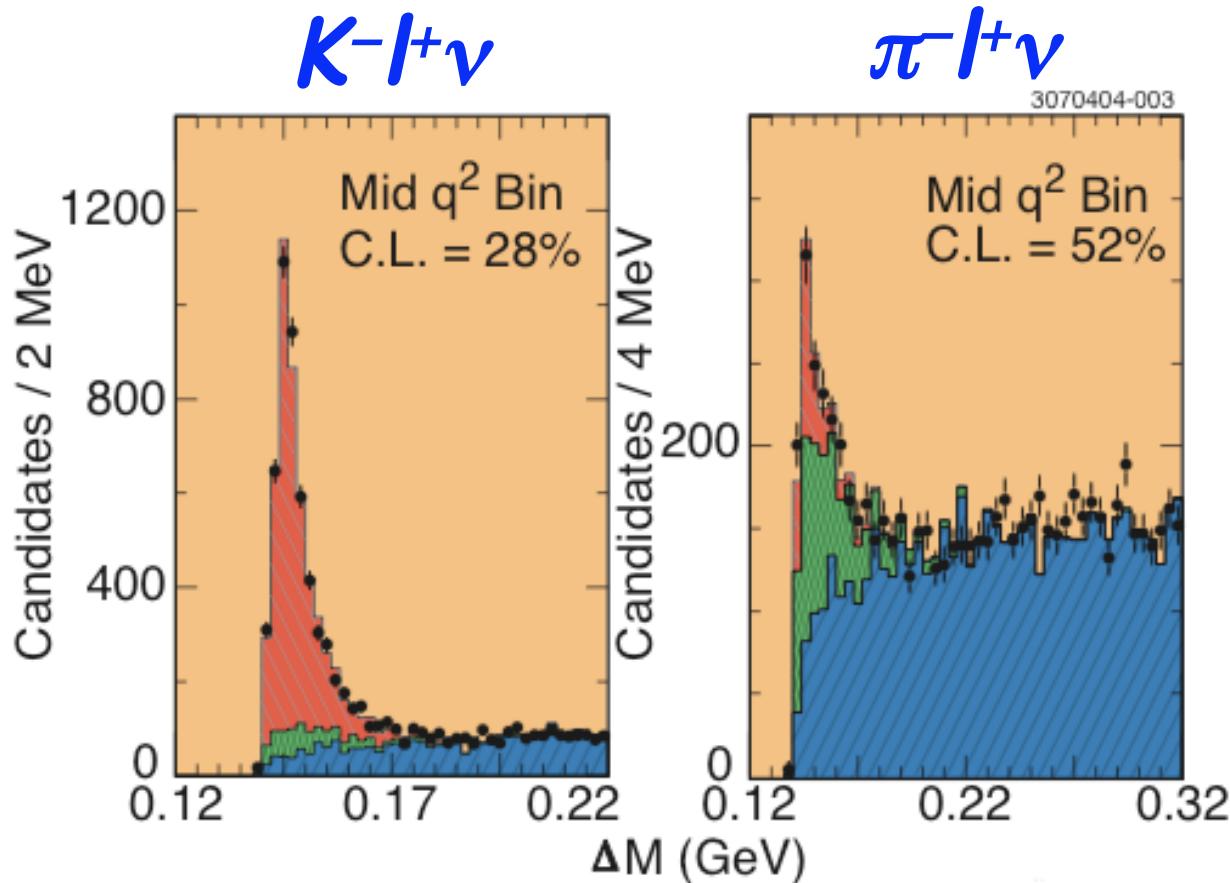 K⁻l⁺ν
π⁻l⁺ν
3070404-003
Candidates / 2 MeV
1200
800
400
0
Mid q² Bin
C.L. = 28%
0.12
0.17
0.22
Candidates / 4 MeV
200
0
Mid q² Bin
C.L. = 52%
0.12
0.22
0.32
ΔM (GeV)